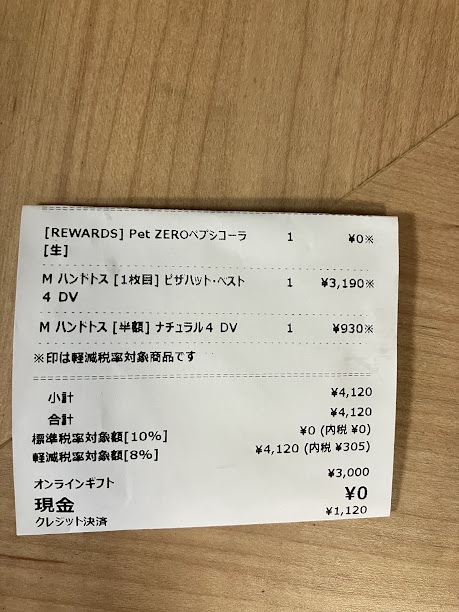 [REWARDS] Pet ZEROペプシコーラ 1 ¥0※
[生]
M ハンドトス [1枚目] ピザハット・ベスト 1 ¥3,190※
4 DV
M ハンドトス [半額] ナチュラル4 DV 1 ¥930※
※印は軽減税率対象商品です
小計 ¥4,120
合計 ¥4,120
標準税率対象額[10%] ¥0 (内税 ¥0)
軽減税率対象額[8%] ¥4,120 (内税 ¥305)
オンラインギフト ¥3,000
現金 ¥0
クレジット決済 ¥1,120